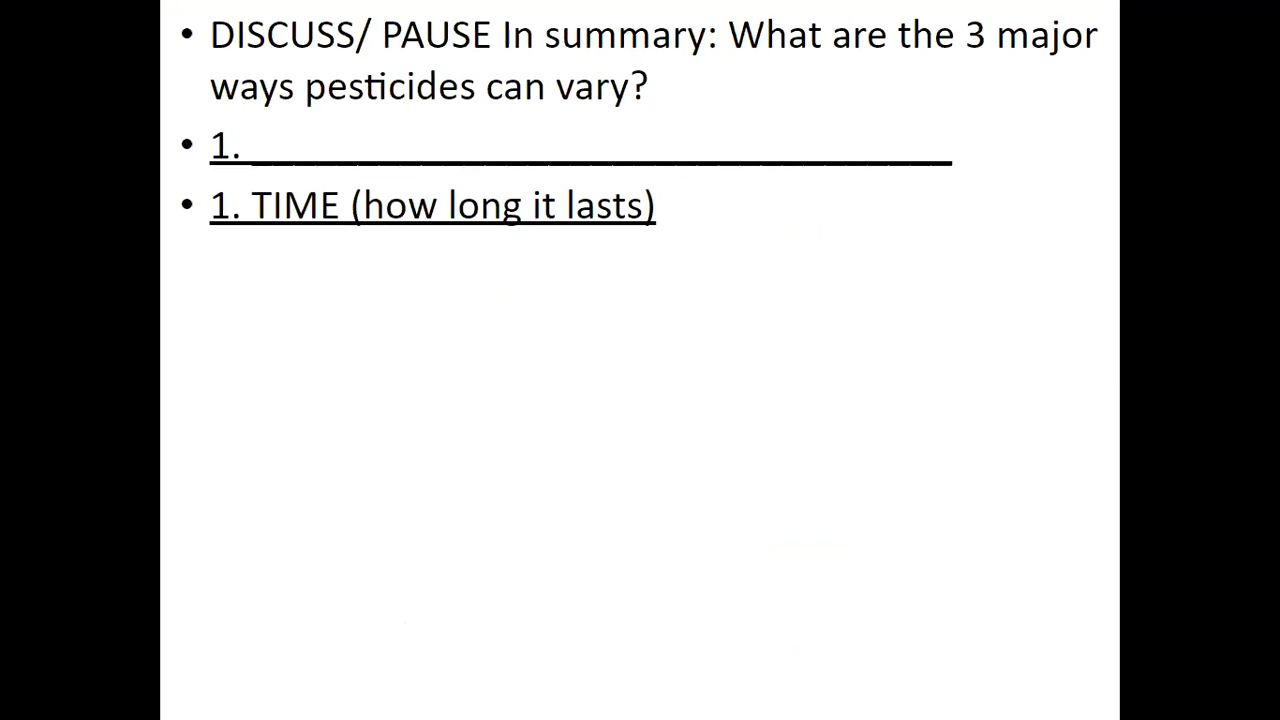 • DISCUSS/ PAUSE In summary: What are the 3 major
ways pesticides can vary?
• 1. __________________________________
• 1. TIME (how long it lasts)